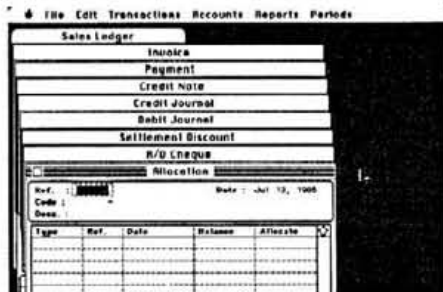 File Edit Transactions Accounts Reports Periods
Sales Ledger
Invoice
Payment
Credit Note
Credit Journal
Debit Journal
Settlement Discount
R/D Cheque
Allocation
Ref. : Date : Jul 13, 1985
Code :
Desc. :
Type Ref. Date Balance Allocate